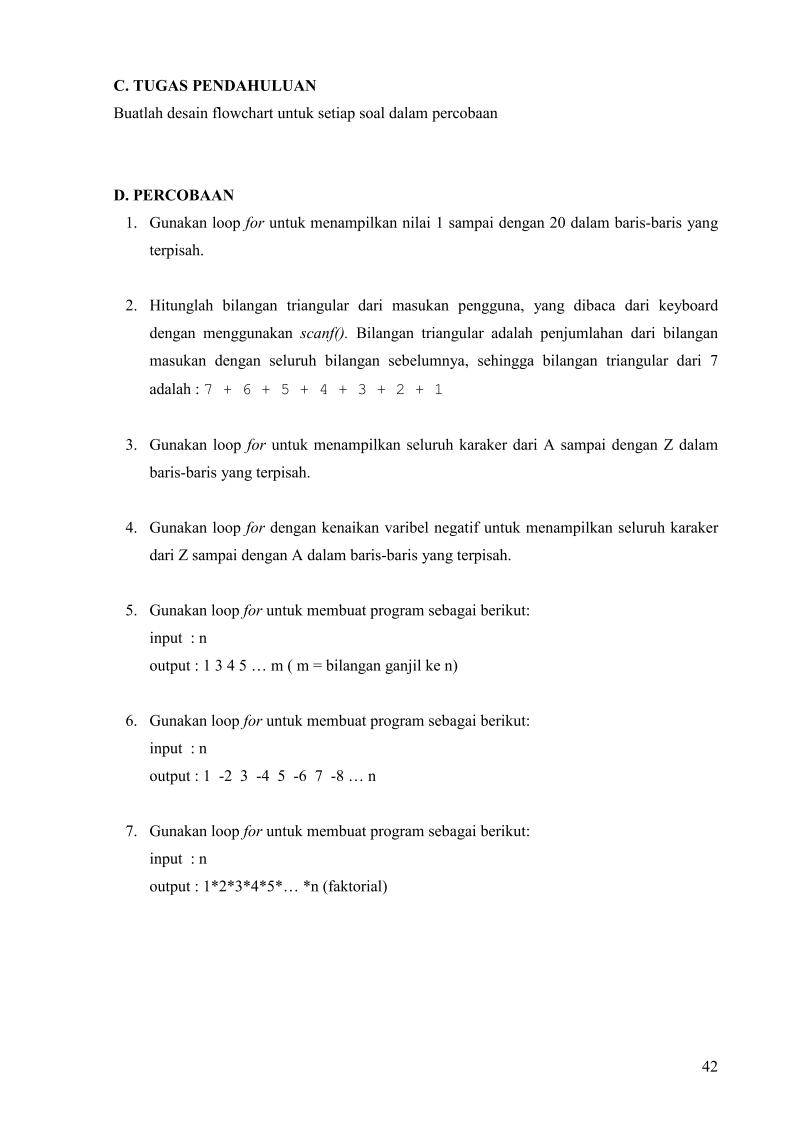 C. TUGAS PENDAHULUAN
Buatlah desain flowchart untuk setiap soal dalam percobaan
D. PERCOBAAN
1. Gunakan loop for untuk menampilkan nilai 1 sampai dengan 20 dalam baris-baris yang
terpisah.
2. Hitunglah bilangan triangular dari masukan pengguna, yang dibaca dari keyboard
dengan menggunakan scanf(). Bilangan triangular adalah penjumlahan dari bilangan
masukan dengan seluruh bilangan sebelumnya, sehingga bilangan triangular dari 7
adalah : 7 + 6 + 5 + 4 + 3 + 2 + 1
3. Gunakan loop for untuk menampilkan seluruh karaker dari A sampai dengan Z dalam
baris-baris yang terpisah.
4. Gunakan loop for dengan kenaikan varibel negatif untuk menampilkan seluruh karaker
dari Z sampai dengan A dalam baris-baris yang terpisah.
5. Gunakan loop for untuk membuat program sebagai berikut:
input : n
output : 1 3 4 5 … m ( m = bilangan ganjil ke n)
6. Gunakan loop for untuk membuat program sebagai berikut:
input : n
output : 1 -2 3 -4 5 -6 7 -8 … n
7. Gunakan loop for untuk membuat program sebagai berikut:
input : n
output : 1*2*3*4*5*… *n (faktorial)
42